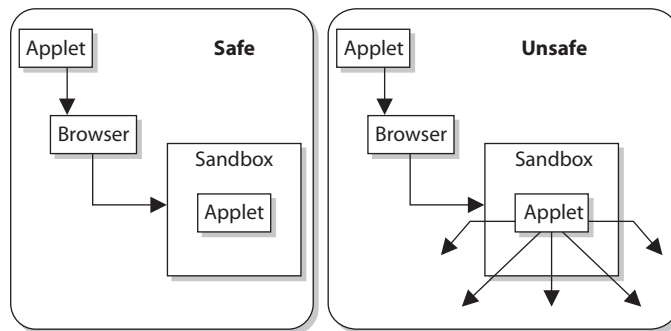 Applet
Safe
Browser
Sandbox
Applet
Applet
Unsafe
Browser
Sandbox
Applet